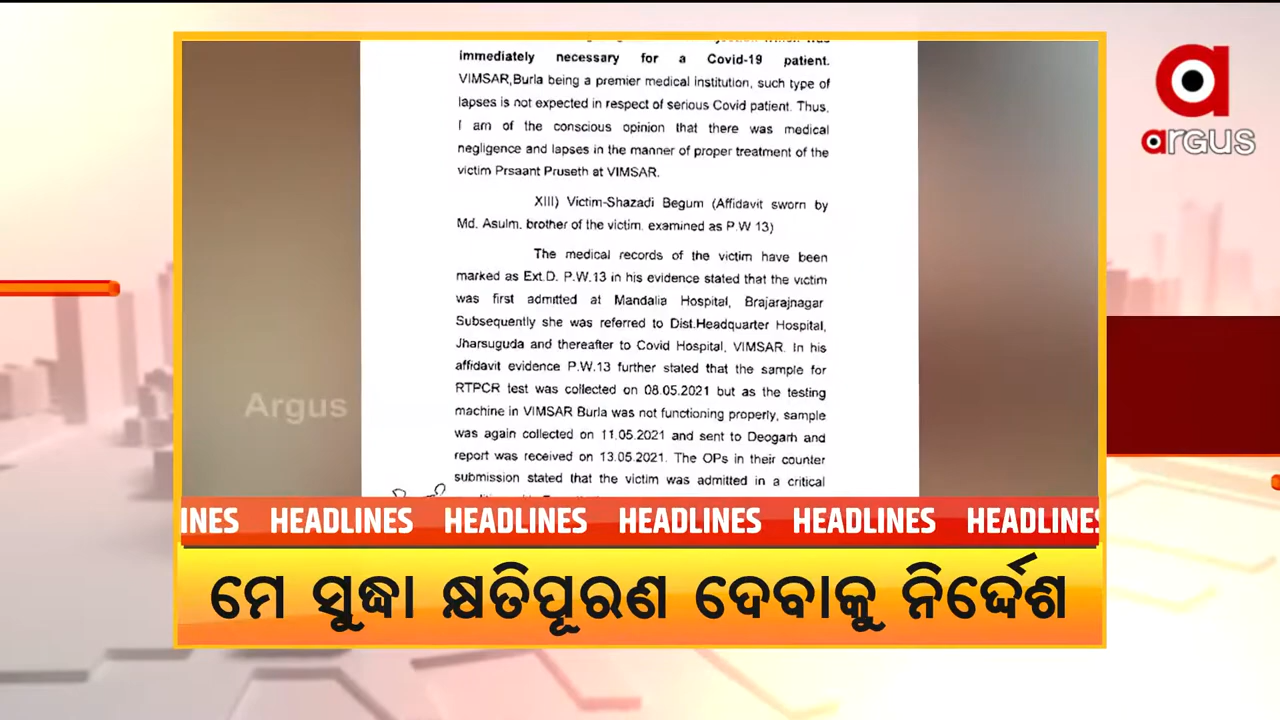 immediately necessary for a Covid-19 patient.
VIMSAR,Burla being a premier medical institution, such type of
lapses is not expected in respect of serious Covid patient. Thus,
I am of the conscious opinion that there was medical
negligence and lapses in the manner of proper treatment of the
victim Prsaant Pruseth at VIMSAR.
XIII) Victim-Shazadi Begum (Affidavit sworn by
Md. Asulm, brother of the victim, examined as P.W 13)
The medical records of the victim have been
marked as Ext.D. P.W.13 in his evidence stated that the victim
was first admitted at Mandalia Hospital, Brajarajnagar
Subsequently she was referred to Dist.Headquarter Hospital,
Jharsuguda and thereafter to Covid Hospital, VIMSAR. In his
affidavit evidence P.W.13 further stated that the sample for
RTPCR test was collected on 08.05.2021 but as the testing
machine in VIMSAR Burla was not functioning properly, sample
was again collected on 11.05.2021 and sent to Deogarh and
report was received on 13.05.2021. The OPs in their counter
submission stated that the victim was admitted in a critical
Argus
argus
INES HEADLINES HEADLINES HEADLINES HEADLINES HEADLINES
ମେ ସୁଦ୍ଧା କ୍ଷତିପୂରଣ ଦେବାକୁ ନିର୍ଦ୍ଦେଶ